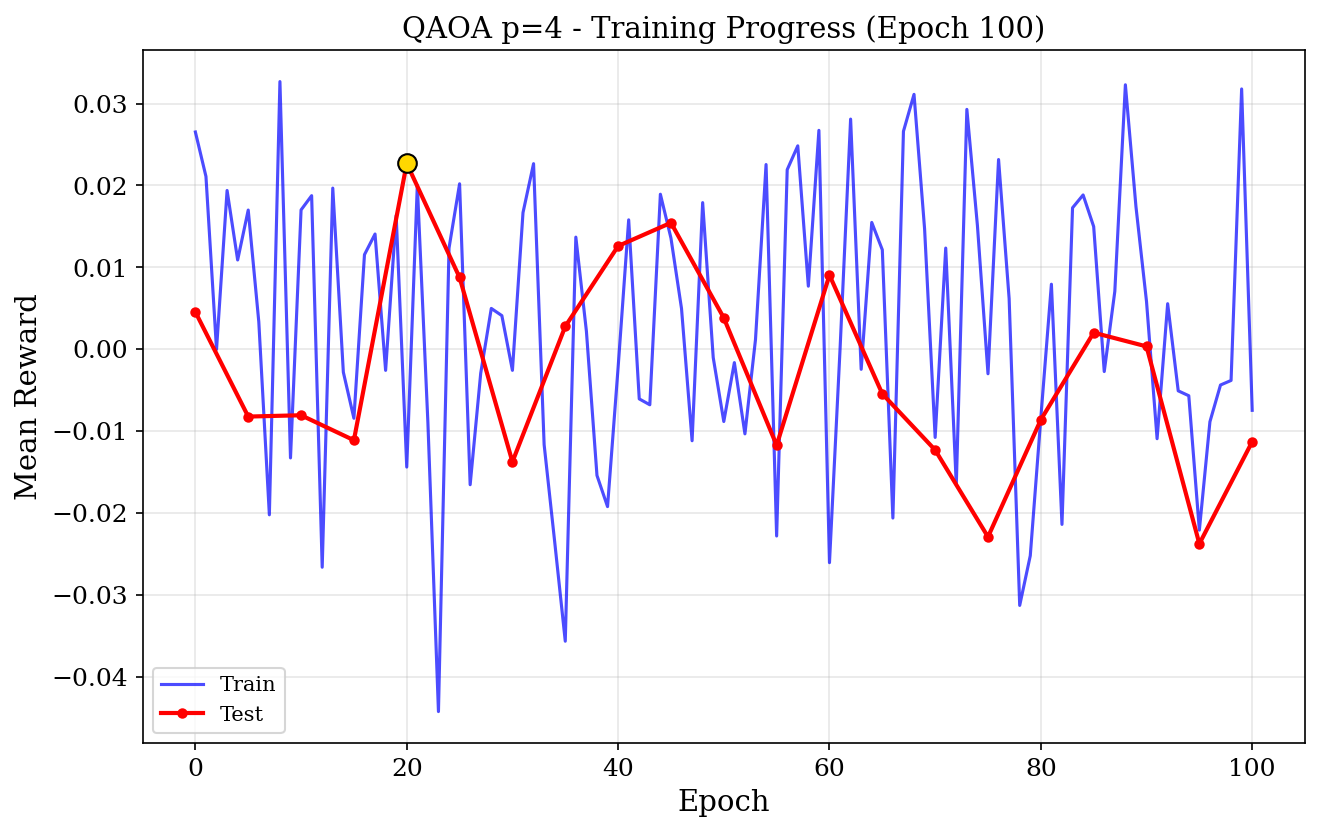 QAOA p=4 - Training Progress (Epoch 100)
Mean Reward
0.03
0.02
0.01
0.00
−0.01
−0.02
−0.03
−0.04
Train
Test
0 20 40 60 80 100
Epoch